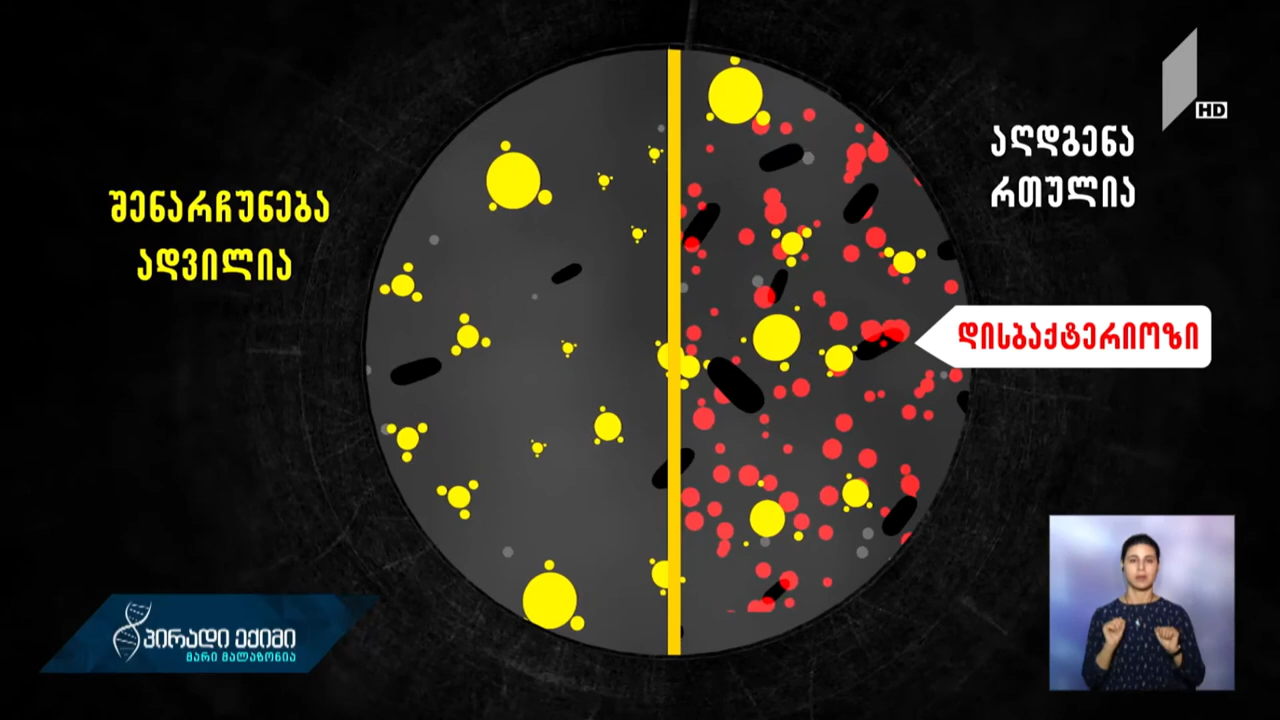 შენარჩუნება
ადვილია
აღდგენა
რთულია
დისბაქტერიოზი
HD
პირადი ექიმი
მარი მალაზონია